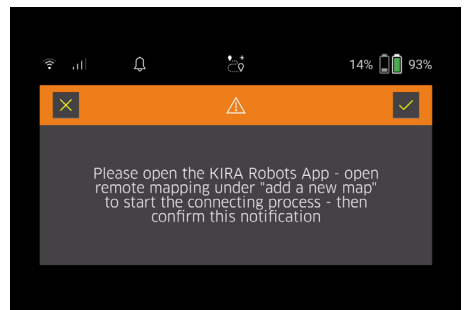 14% 93%
Please open the KIRA Robots App - open
remote mapping under "add a new map"
to start the connecting process - then
confirm this notification